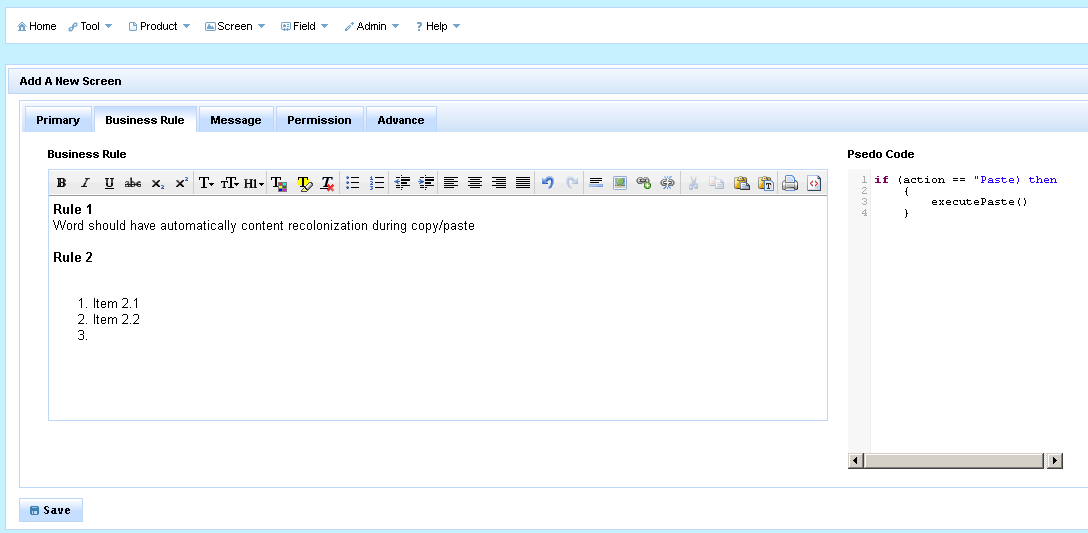 Home Tool Product Screen Field Admin ? Help
Add A New Screen
Primary Business Rule Message Permission Advance
Business Rule
B I U abc x₂ x² T tT H1 T T T
Rule 1
Word should have automatically content recolonization during copy/paste
Rule 2
1. Item 2.1
2. Item 2.2
3.
Psedo Code
1 if (action == "Paste) then
2 {
3 executePaste()
4 }
Save